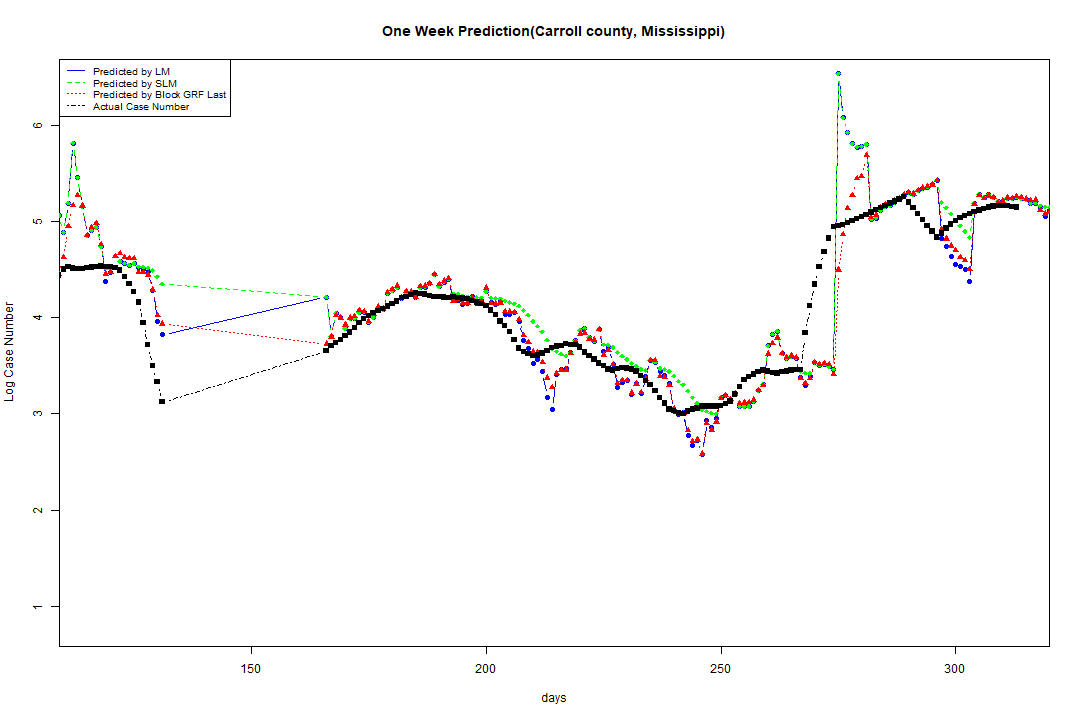 One Week Prediction(Carroll county, Mississippi)
Predicted by LM
Predicted by SLM
Predicted by Block GRF Last
Actual Case Number
6
5
4
3
2
1
Log Case Number
150 200 250 300
days